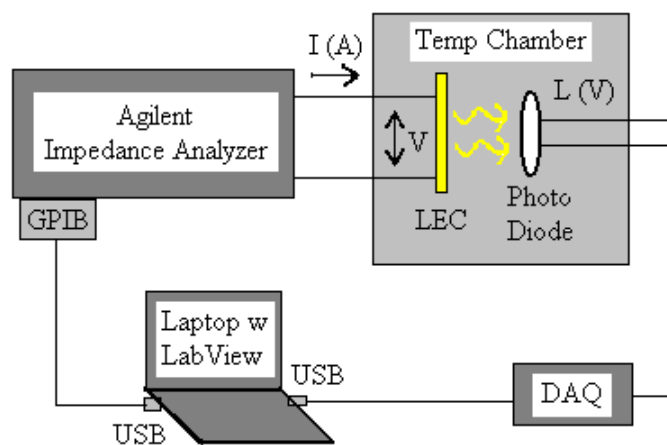 I (A)
Temp Chamber
Agilent
Impedance Analyzer
V
L (V)
LEC
Photo
Diode
GPIB
Laptop w
LabView
USB
USB
DAQ